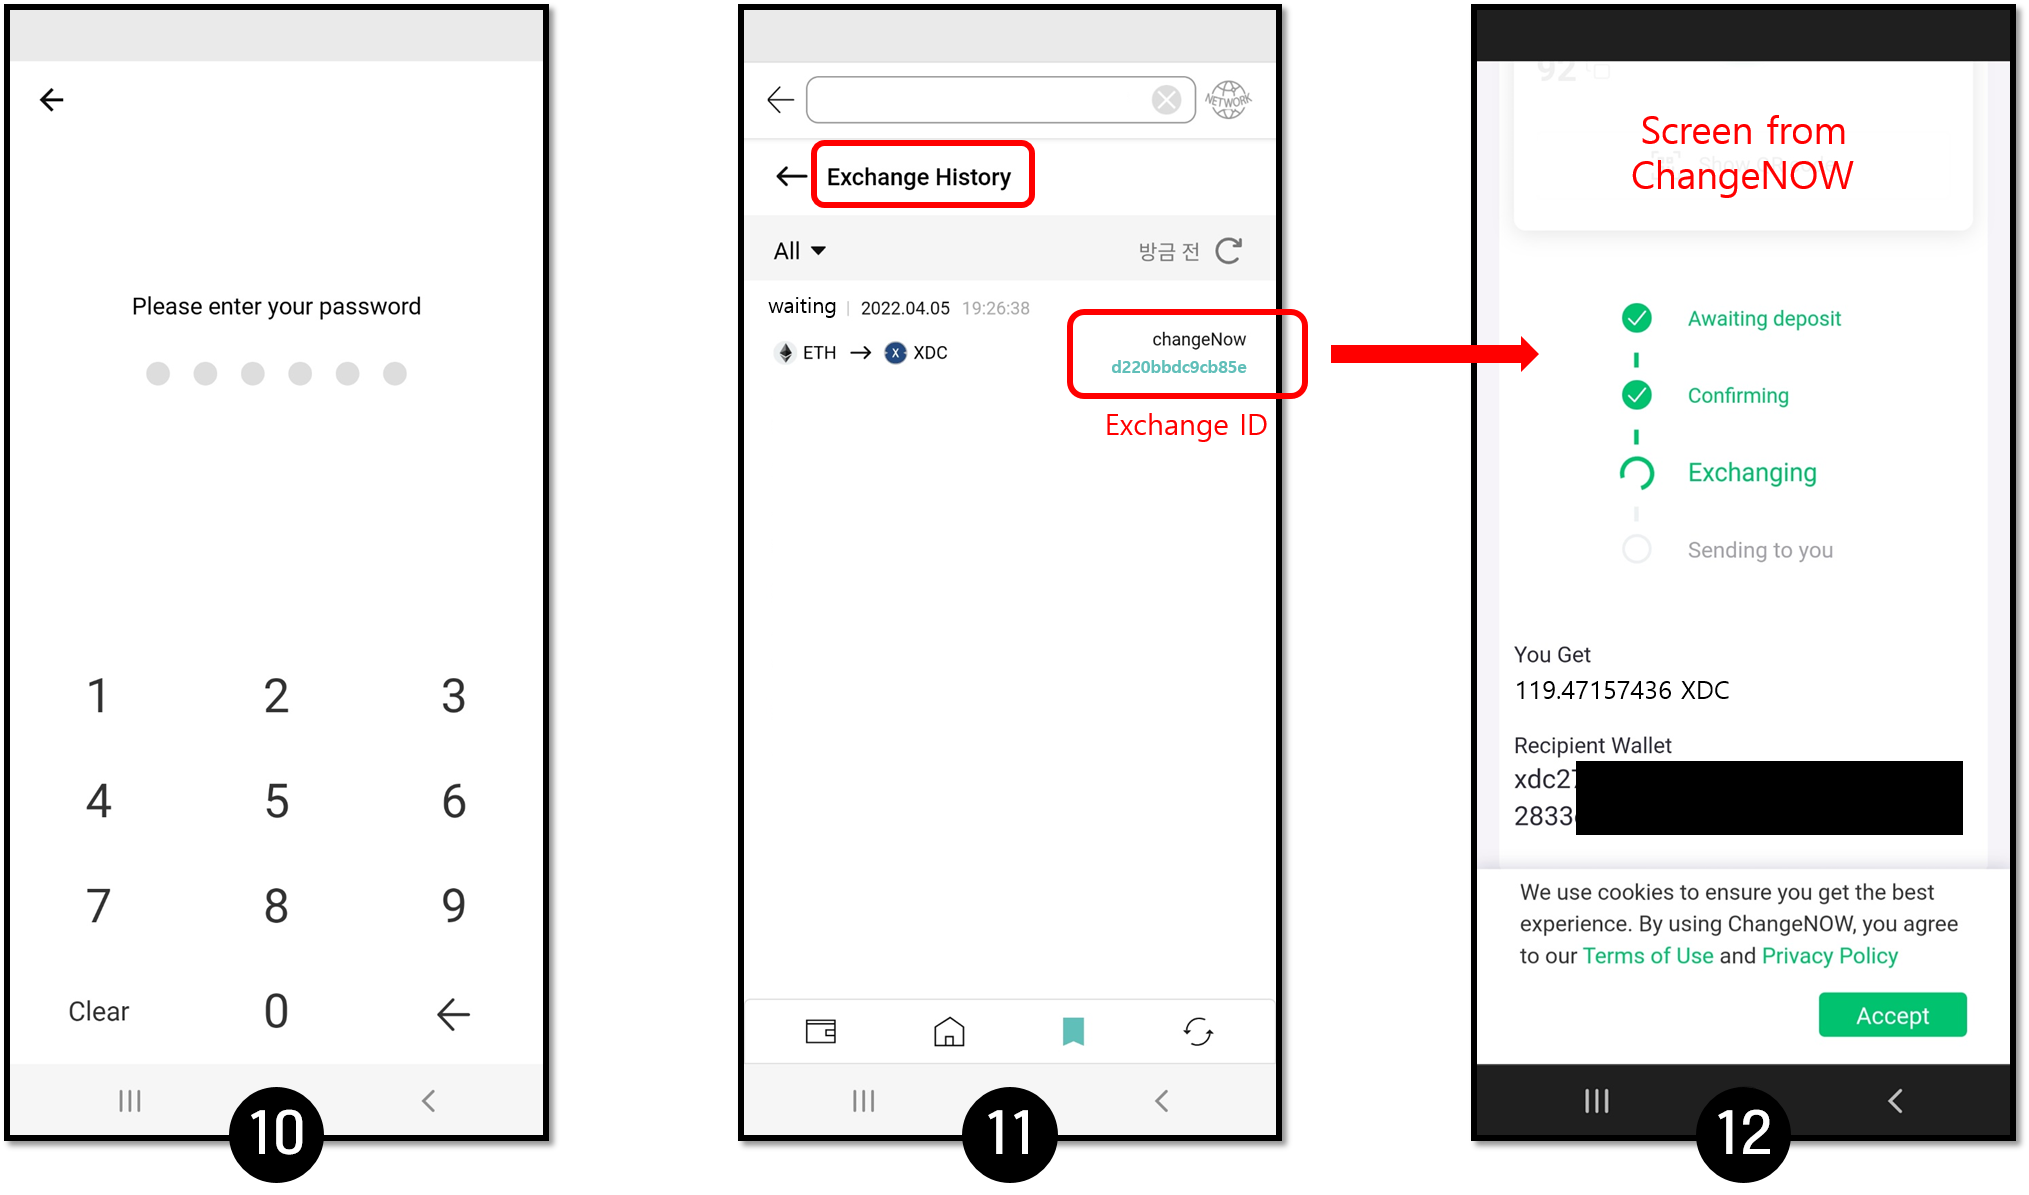 Please enter your password
1 2 3
4 5 6
7 8 9
Clear 0
10
NETWORK
Exchange History
All 방금 전
waiting | 2022.04.05 19:26:38
ETH → XDC
changeNow
d220bbdc9cb85e
Exchange ID
11
92
Screen from
ChangeNOW
Awaiting deposit
Confirming
Exchanging
Sending to you
You Get
119.47157436 XDC
Recipient Wallet
xdc27
2833
We use cookies to ensure you get the best
experience. By using ChangeNOW, you agree
to our Terms of Use and Privacy Policy
Accept
12